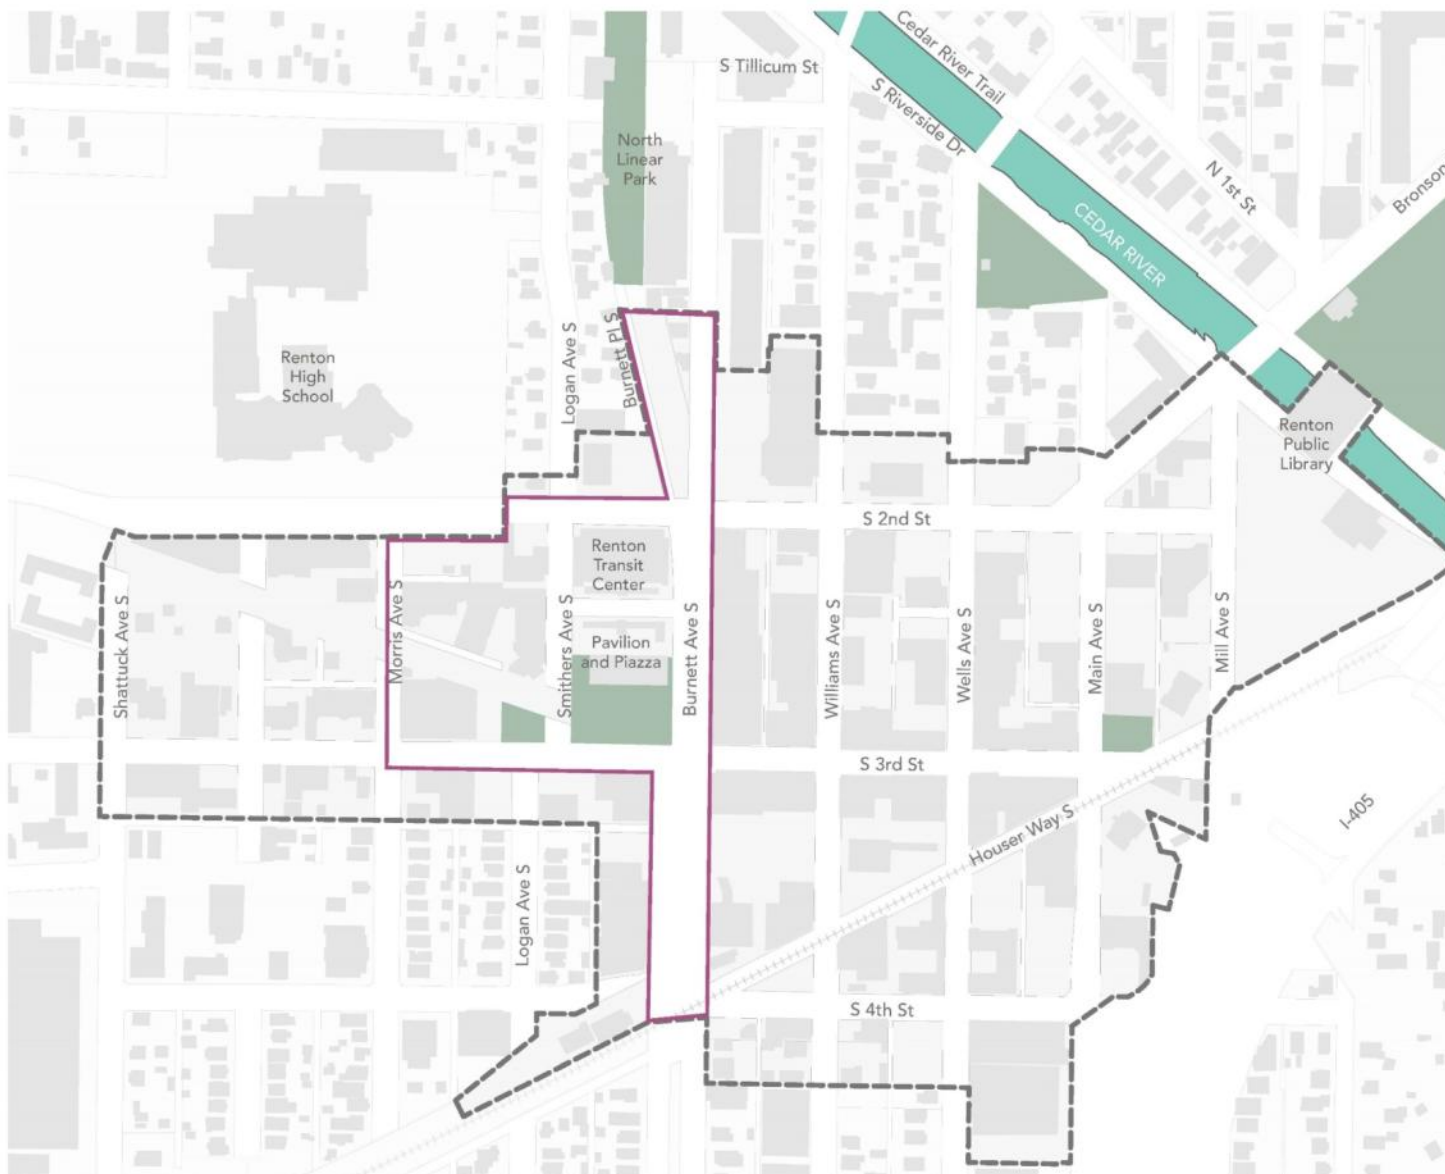 Cedar River Trail
S Tillicum St
S Riverside Dr
North
Linear
Park
N 1st St
Bronson
CEDAR RIVER
Renton
High
School
Logan Ave S
Burnett Pl S
Renton
Public
Library
S 2nd St
Renton
Transit
Center
Shattuck Ave S
Morris Ave S
Smithers Ave S
Pavilion
and Piazza
Burnett Ave S
Williams Ave S
Wells Ave S
Main Ave S
Mill Ave S
S 3rd St
Houser Way S
I-405
Logan Ave S
S 4th St